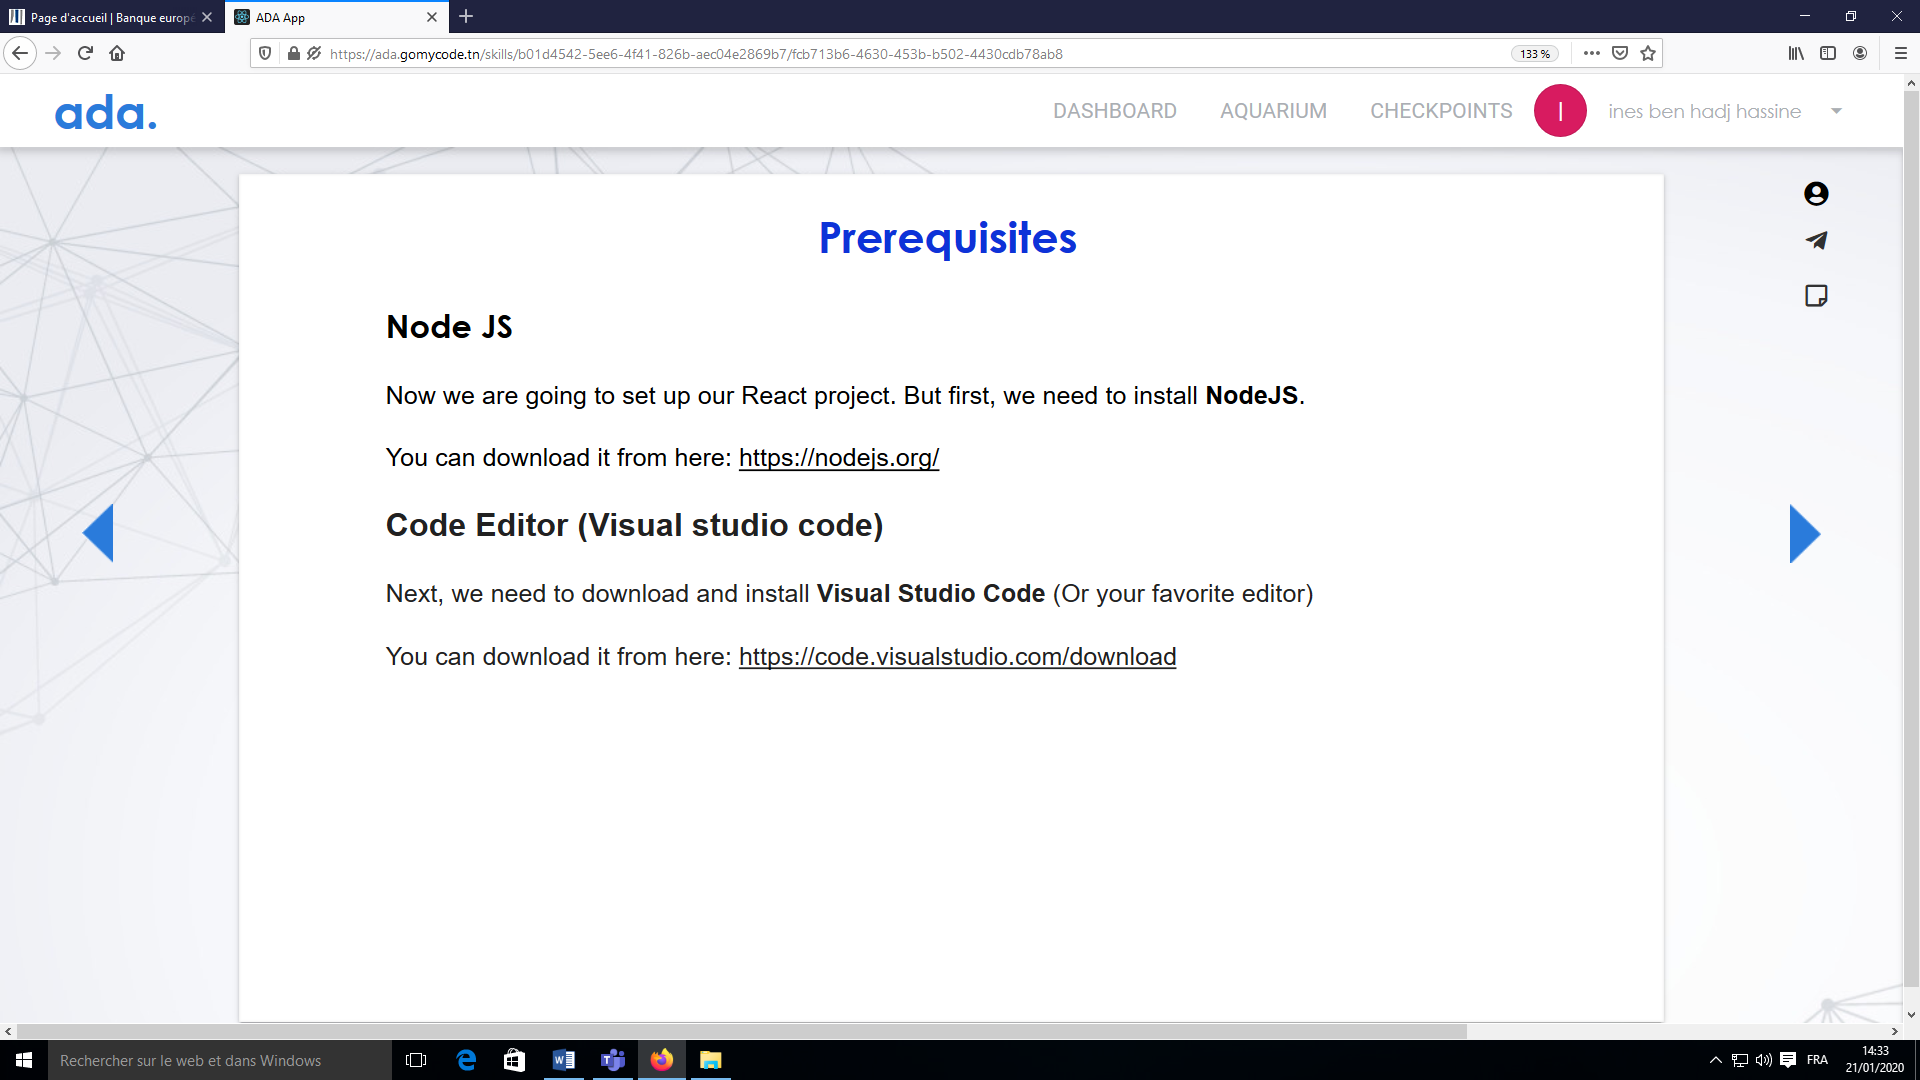 Page d'accueil | Banque europé
ADA App
https://ada.gomycode.tn/skills/b01d4542-5ee6-4f41-826b-aec04e2869b7/fcb713b6-4630-453b-b502-4430cdb78ab8
133 %
ada.
DASHBOARD
AQUARIUM
CHECKPOINTS
I
ines ben hadj hassine
Prerequisites
Node JS
Now we are going to set up our React project. But first, we need to install NodeJS.
You can download it from here: https://nodejs.org/
Code Editor (Visual studio code)
Next, we need to download and install Visual Studio Code (Or your favorite editor)
You can download it from here: https://code.visualstudio.com/download
Rechercher sur le web et dans Windows
FRA
14:33
21/01/2020